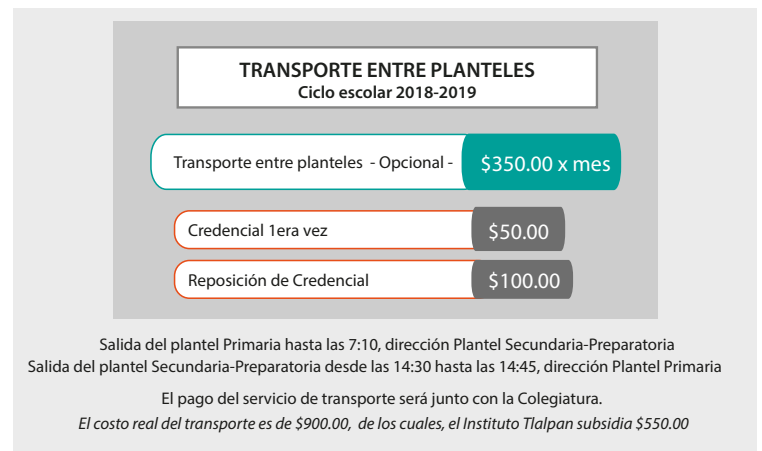 TRANSPORTE ENTRE PLANTELES
Ciclo escolar 2018-2019
Transporte entre planteles - Opcional - $350.00 x mes
Credencial 1era vez $50.00
Reposición de Credencial $100.00
Salida del plantel Primaria hasta las 7:10, dirección Plantel Secundaria-Preparatoria
Salida del plantel Secundaria-Preparatoria desde las 14:30 hasta las 14:45, dirección Plantel Primaria
El pago del servicio de transporte será junto con la Colegiatura.
El costo real del transporte es de $900.00, de los cuales, el Instituto Tlalpan subsidia $550.00